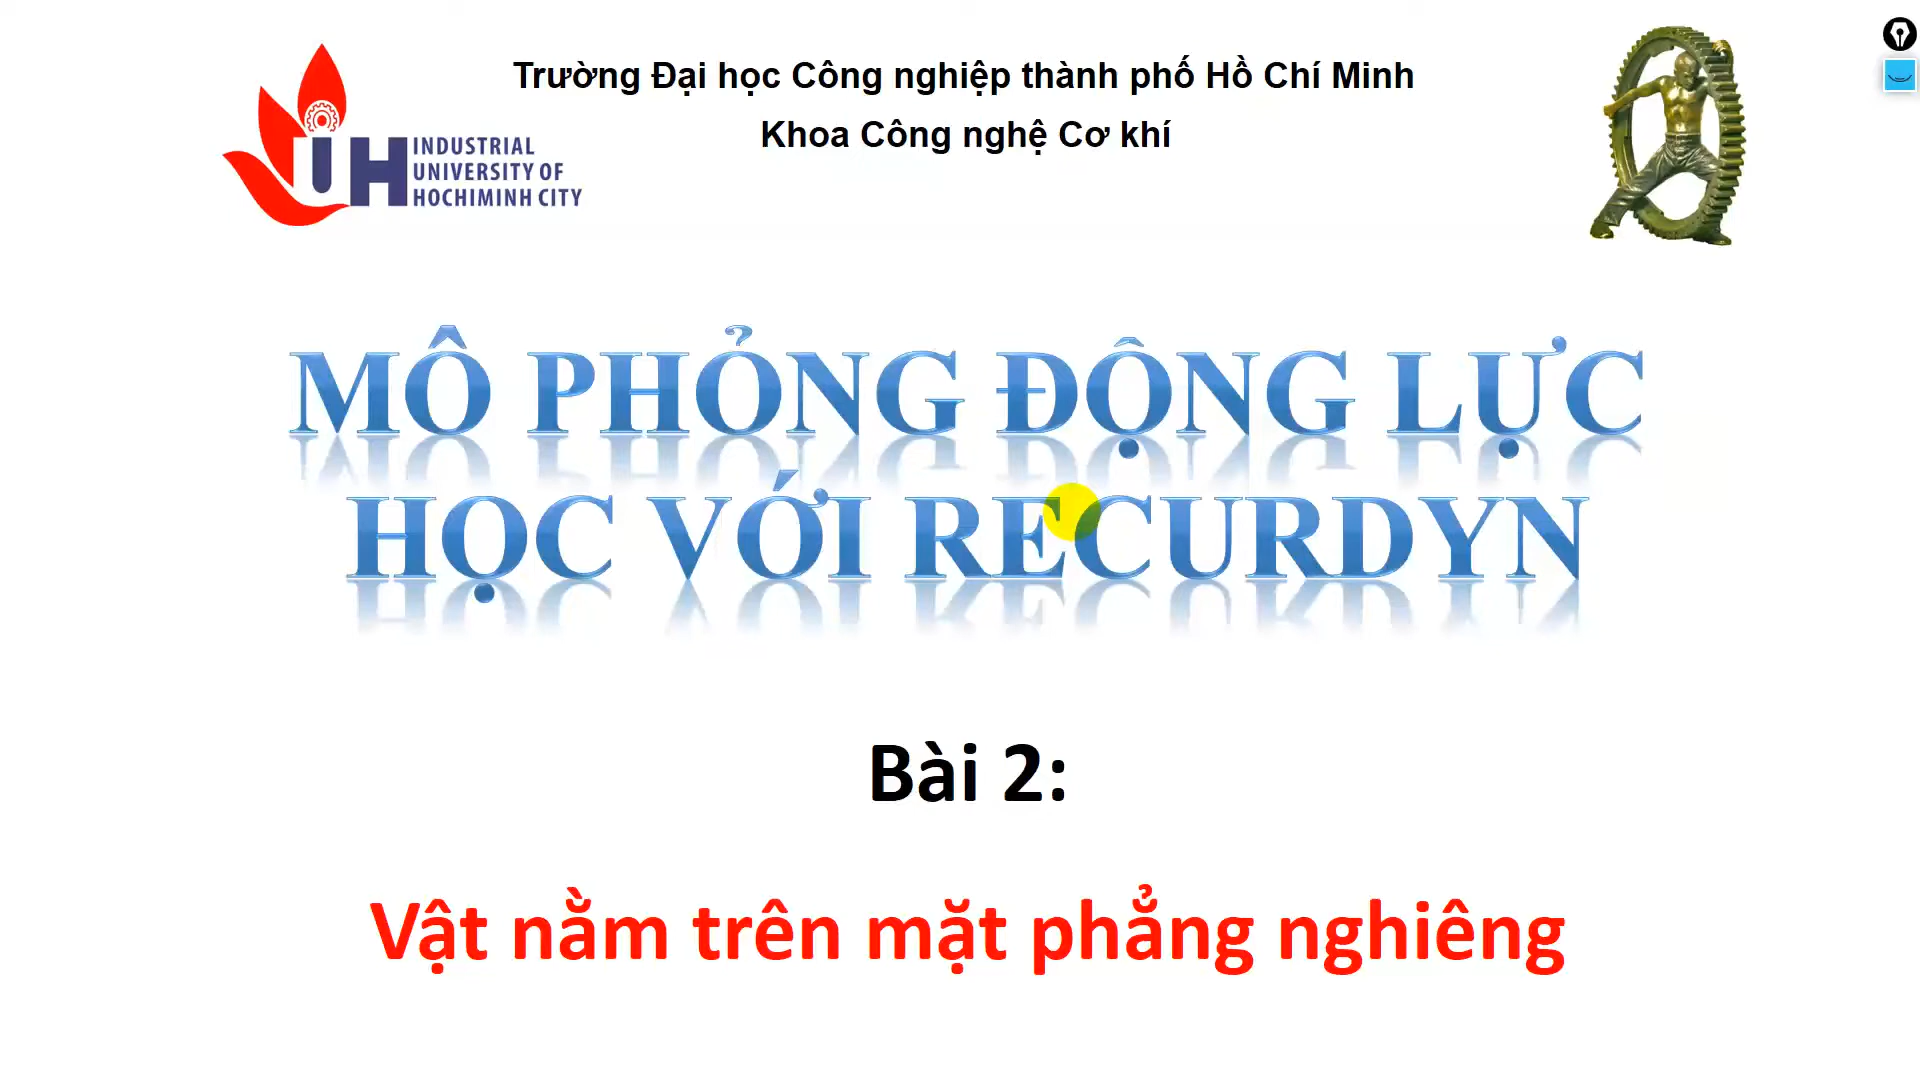 Trường Đại học Công nghiệp thành phố Hồ Chí Minh
Khoa Công nghệ Cơ khí
IUH
INDUSTRIAL
UNIVERSITY OF
HOCHIMINH CITY
MÔ PHỎNG ĐỘNG LỰC
HỌC VỚI RECURDYN
Bài 2:
Vật nằm trên mặt phẳng nghiêng